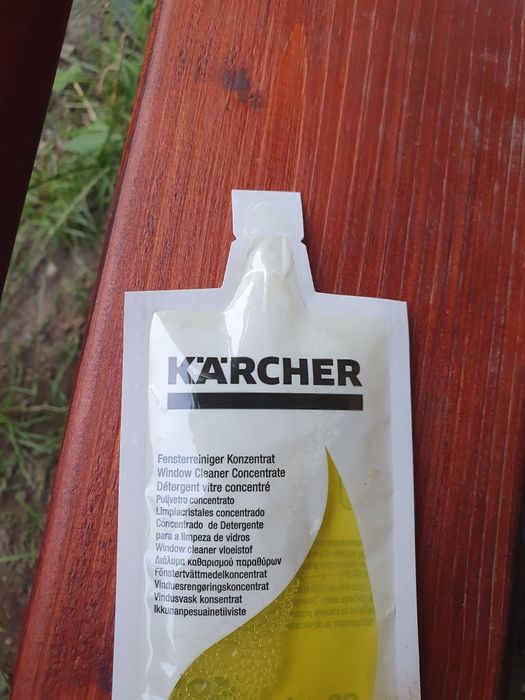 KÄRCHER
Fensterreiniger Konzentrat
Window Cleaner Concentrate
Détergent vitre concentré
Pulivetro concentrato
Limpiacristales concentrado
Concentrado de Detergente
para a limpeza de vidros
Window cleaner vloeistof
Διάλυμα καθαρισμού παραθύρων
Fönstertvättmedelkoncentrat
Vinduesrengøringskoncentrat
Vindusvask konsentrat
Ikkunanpesuainetiiviste